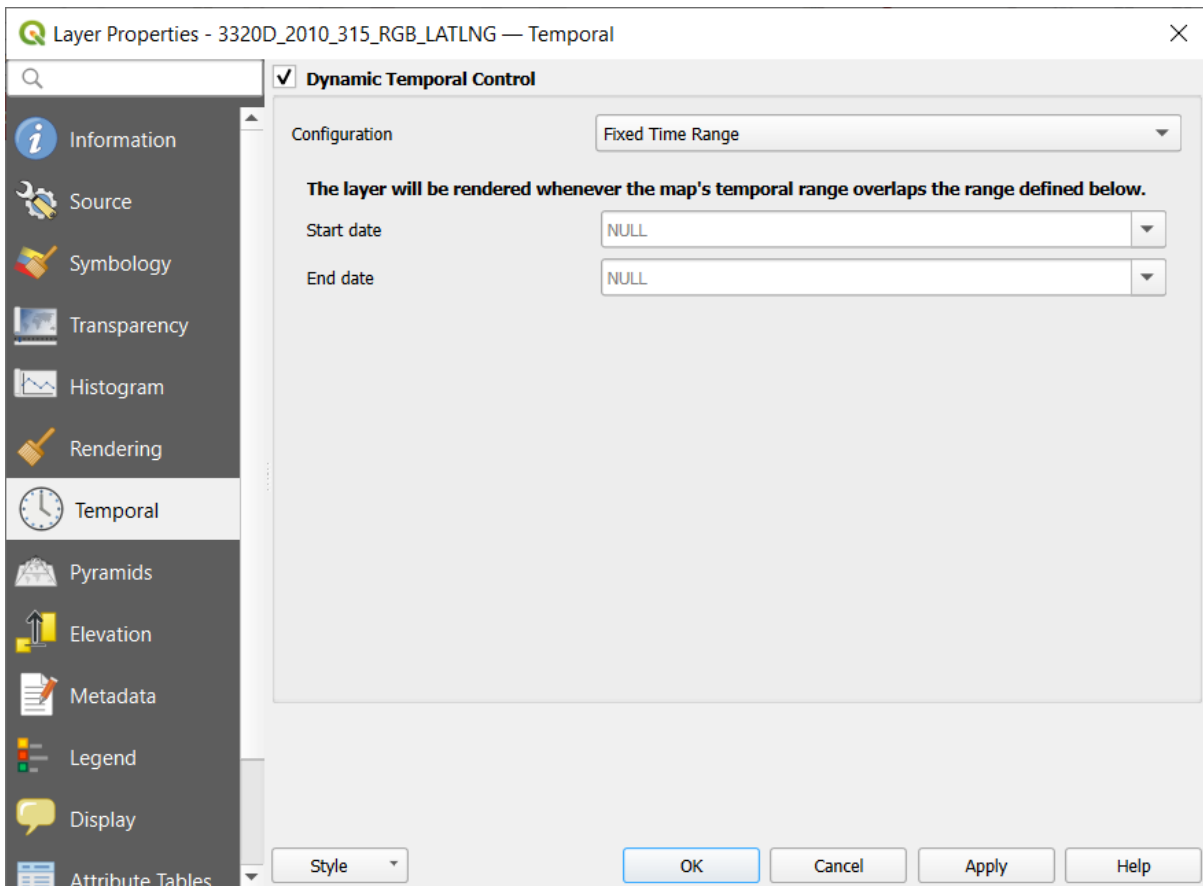 Layer Properties - 3320D_2010_315_RGB_LATLNG — Temporal
Dynamic Temporal Control
Information
Configuration
Fixed Time Range
Source
The layer will be rendered whenever the map's temporal range overlaps the range defined below.
Start date
NULL
Symbology
End date
NULL
Transparency
Histogram
Rendering
Temporal
Pyramids
Elevation
Metadata
Legend
Display
Attribute Tables
Style
OK
Cancel
Apply
Help